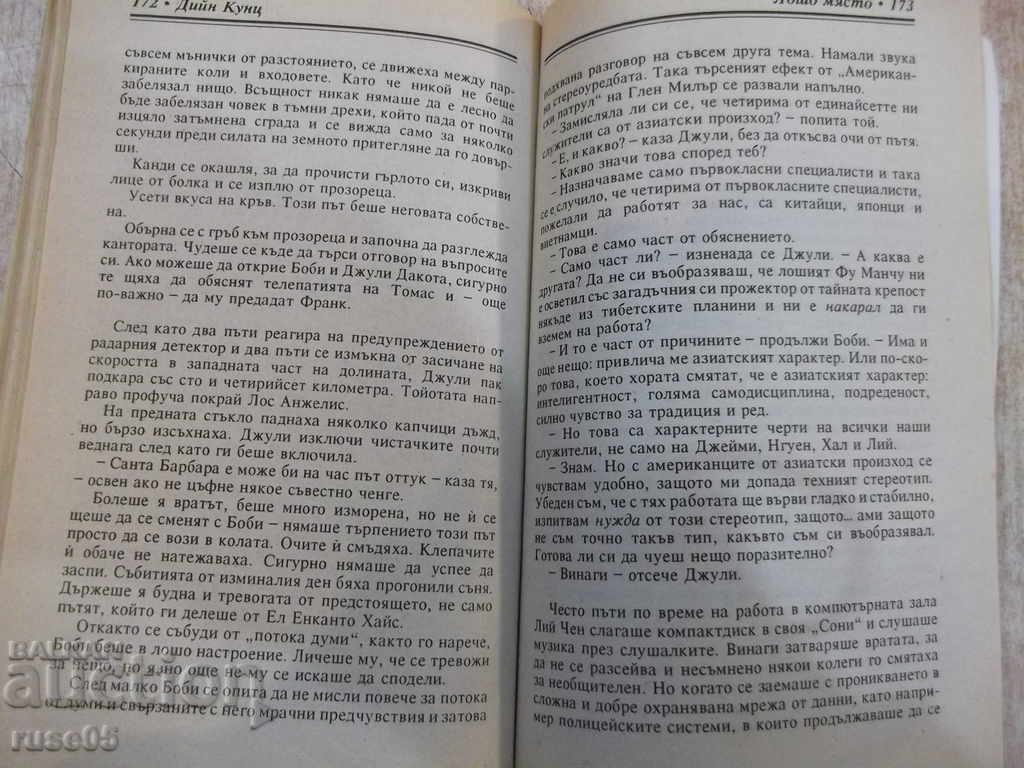 172 • Дийн Кунц
съвсем мънички от разстоянието, се движеха между пар-
кираните коли и входовете. Като че никой не беше
забелязал нищо. Всъщност никак нямаше да е лесно да
бъде забелязан човек в тъмни дрехи, който пада от почти
изцяло затъмнена сграда и се вижда само за няколко
секунди преди силата на земното притегляне да го довър-
ши.
Канди се окашля, за да прочисти гърлото си, изкриви
лице от болка и се изплю от прозореца.
Усети вкуса на кръв. Този път беше неговата собстве-
на.
Обърна се с гръб към прозореца и започна да разглежда
кантората. Чудеше се къде да търси отговор на въпросите
си. Ако можеше да открие Боби и Джули Дакота, сигурно
те щяха да обяснят телепатията на Томас и – още
по-важно – да му предадат Франк.
След като два пъти реагира на предупреждението от
радарния детектор и два пъти се измъкна от засичане на
скоростта в западната част на долината, Джули пак
подкара със сто и четирийсет километра. Тойотата нап-
раво профуча покрай Лос Анжелис.
На предната стъкло паднаха няколко капчици дъжд,
но бързо изсъхнаха. Джули изключи чистачките почти
веднага след като ги беше включила.
– Санта Барбара е може би на час път оттук – каза тя,
– освен ако не цъфне някое съвестно ченге.
Болеше я вратът, беше много изморена, но не ѝ се
щеше да се сменят с Боби – нямаше търпението този път
просто да се вози в колата. Очите ѝ смъдяха. Клепачите
ѝ обаче не натежаваха. Сигурно нямаше да успее да
заспи. Събитията от изминалия ден бяха прогонили съня.
Държеше я будна и тревогата от предстоящето, не само
пътят, който ги делеше от Ел Енканто Хайс.
Откакто се събуди от „потока думи“, както го нарече,
Боби беше в лошо настроение. Личеше му, че се тревожи
за нещо, но явно още не му се искаше да сподели.
След малко Боби се опита да не мисли повече за потока
от думи и свързаните с него мрачни предчувствия и затова
Лошо място • 173
подхвана разговор на съвсем друга тема. Намали звука
на стереоуредбата. Така търсеният ефект от „Американ-
ски патрул“ на Глен Милър се развали напълно.
– Замисляла ли си се, че четирима от единайсетте ни
служители са от азиатски произход? – попита той.
– Е, и какво? – каза Джули, без да откъсва очи от пътя.
– Какво значи това според теб?
– Назначаваме само първокласни специалисти и така
се е случило, че четирима от първокласните специалисти,
пожелали да работят за нас, са китайци, японци и
виетнамци.
– Това е само част от обяснението.
– Само част ли? – изненада се Джули. – А каква е
другата? Да не си въобразяваш, че лошият Фу Манчу ни
е осветил със загадъчния си прожектор от тайната крепост
някъде из тибетските планини и ни е накарал да ги
вземем на работа?
– И то е част от причините – продължи Боби. – Има и
още нещо: привлича ме азиатският характер. Или по-ско-
ро това, което хората смятат, че е азиатският характер:
интелигентност, голяма самодисциплина, подреденост,
силно чувство за традиция и ред.
– Но това са характерните черти на всички наши
служители, не само на Джейми, Нгуен, Хал и Лий.
– Знам. Но с американците от азиатски произход се
чувствам удобно, защото ми допада техният стереотип.
Убеден съм, че с тях работата ще върви гладко и стабилно,
изпитвам нужда от този стереотип, защото... ами защото
не съм точно такъв тип, какъвто съм си въобразявал.
Готова ли си да чуеш нещо поразително?
– Винаги – отсече Джули.
Често пъти по време на работа в компютърната зала
Лий Чен слагаше компактдиск в своя „Сони“ и слушаше
музика през слушалките. Винаги затваряше вратата, за
да не се разсейва и несъмнено някои колеги го смятаха
за необщителен. Но когато се заемаше с проникването в
сложна и добре охранявана мрежа от данни, като напри-
мер полицейските системи, в които продължаваше да се
ruse05